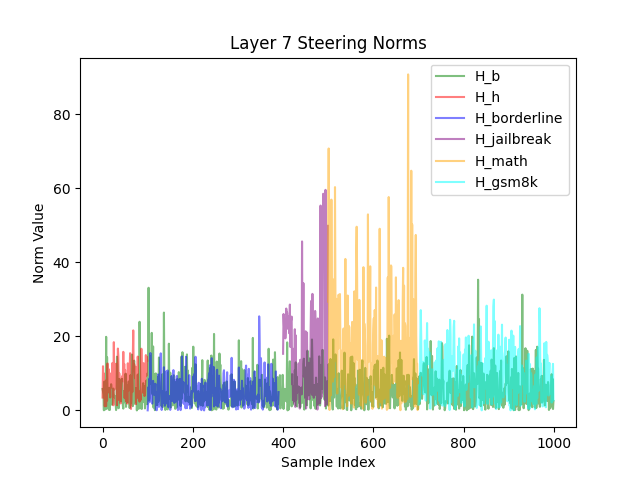 Layer 7 Steering Norms
H_b
H_h
H_borderline
H_jailbreak
H_math
H_gsm8k
Norm Value
80
60
40
20
0
0 200 400 600 800 1000
Sample Index